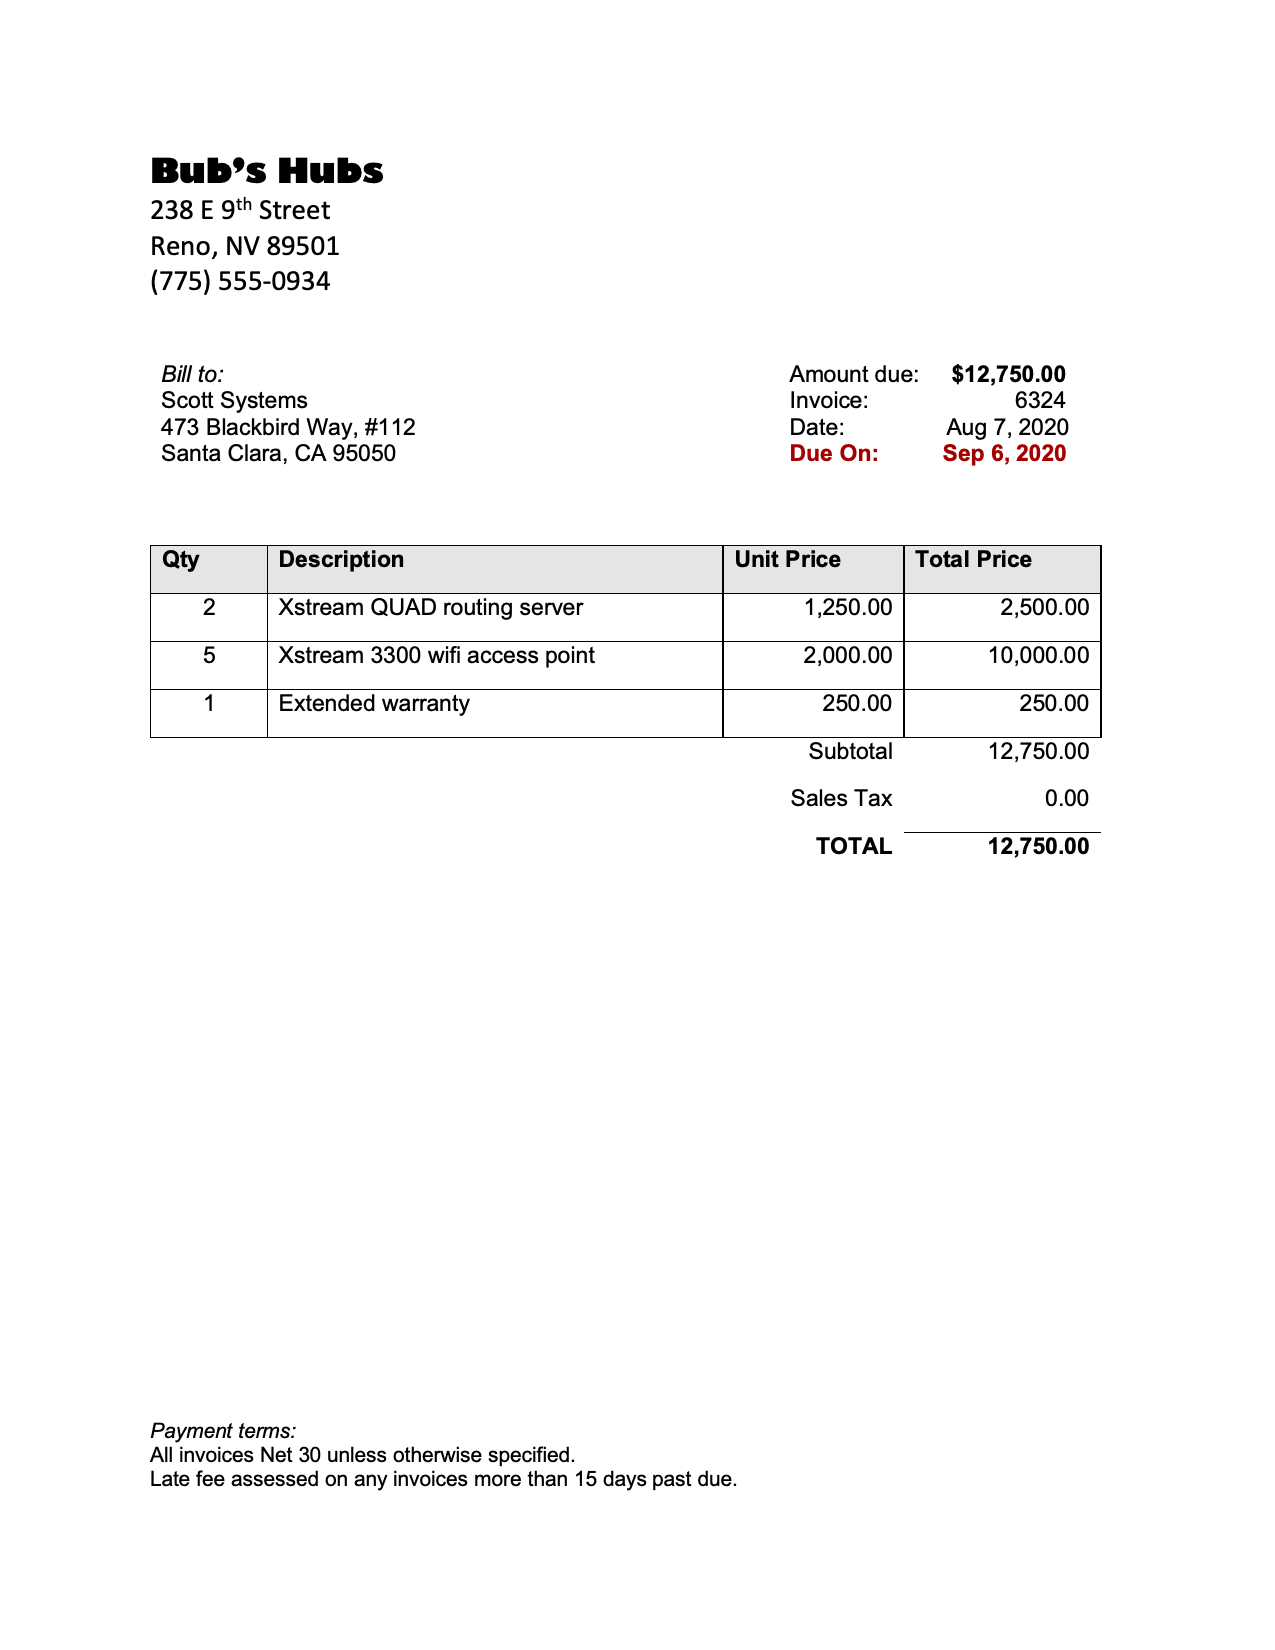 Bub’s Hubs
238 E 9th Street
Reno, NV 89501
(775) 555-0934
Bill to:
Scott Systems
473 Blackbird Way, #112
Santa Clara, CA 95050
Amount due: $12,750.00
Invoice: 6324
Date: Aug 7, 2020
Due On: Sep 6, 2020
Qty Description Unit Price Total Price
2 Xstream QUAD routing server 1,250.00 2,500.00
5 Xstream 3300 wifi access point 2,000.00 10,000.00
1 Extended warranty 250.00 250.00
Subtotal 12,750.00
Sales Tax 0.00
TOTAL 12,750.00
Payment terms:
All invoices Net 30 unless otherwise specified.
Late fee assessed on any invoices more than 15 days past due.